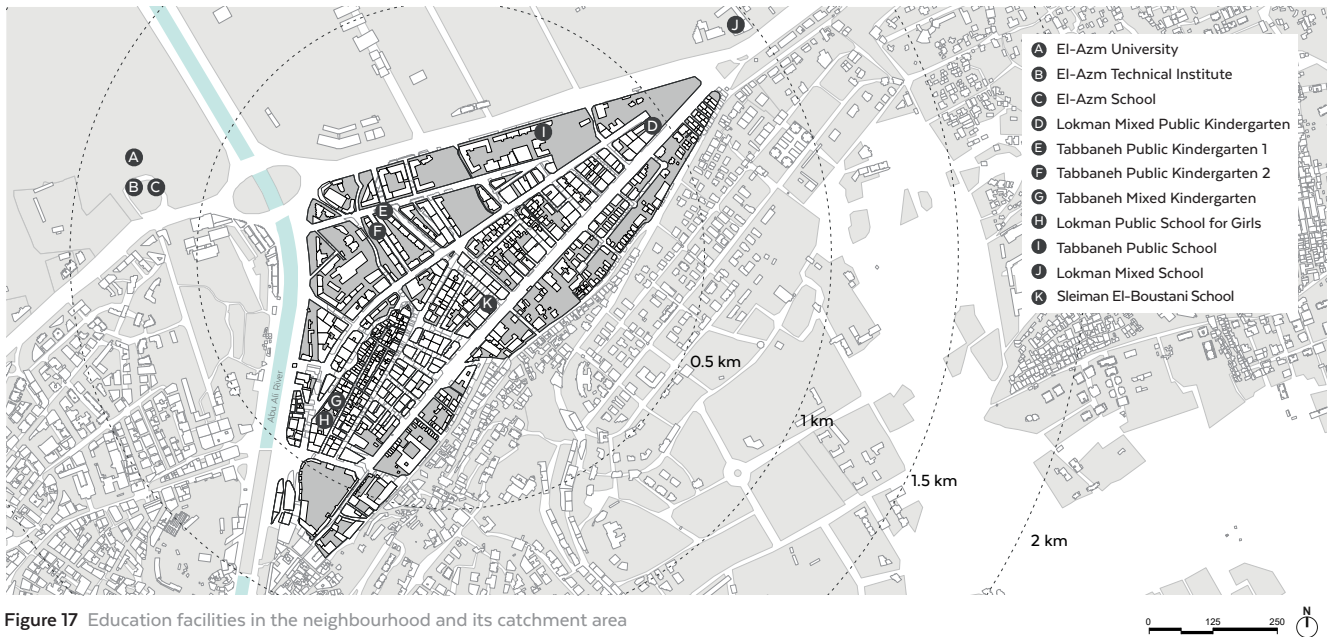 A El-Azm University
B El-Azm Technical Institute
C El-Azm School
D Lokman Mixed Public Kindergarten
E Tabbaneh Public Kindergarten 1
F Tabbaneh Public Kindergarten 2
G Tabbaneh Mixed Kindergarten
H Lokman Public School for Girls
I Tabbaneh Public School
J Lokman Mixed School
K Sleiman El-Boustani School
J
D
I
A
B C
E
F
K
G
H
Abu Ali River
0.5 km
1 km
1.5 km
2 km
Figure 17 Education facilities in the neighbourhood and its catchment area
0 125 250
N